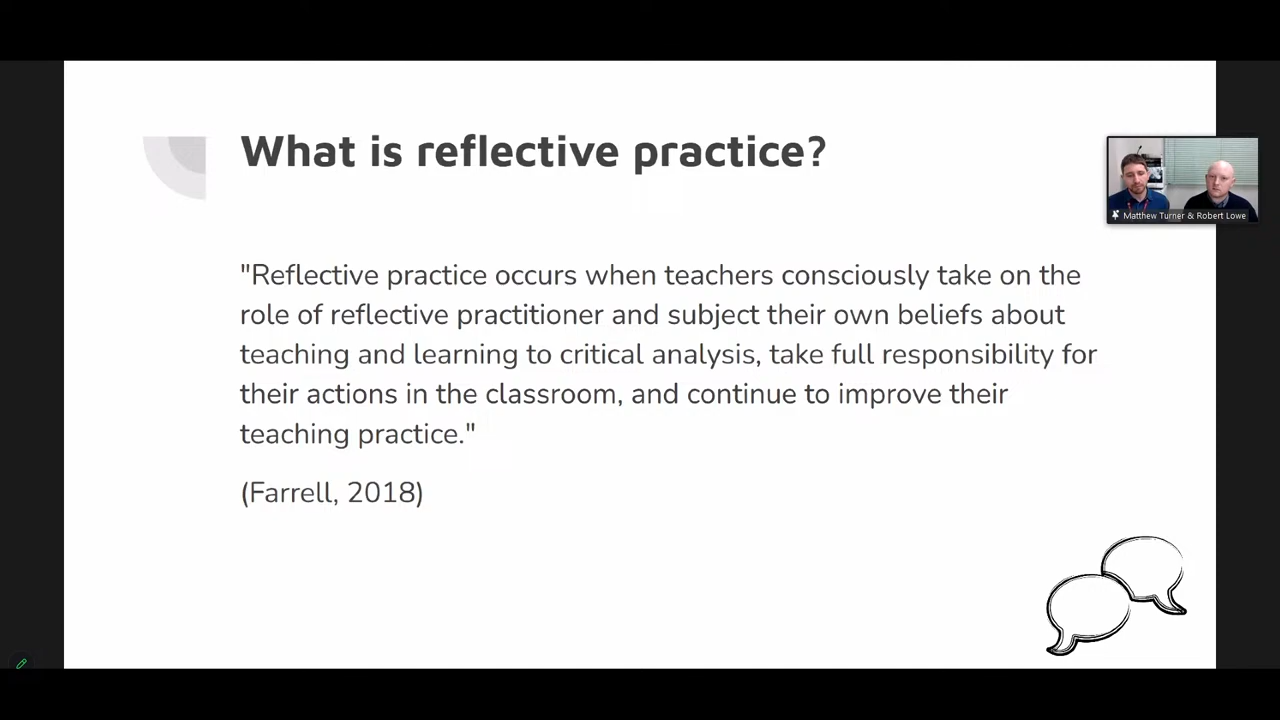 What is reflective practice?
Matthew Turner & Robert Lowe
"Reflective practice occurs when teachers consciously take on the
role of reflective practitioner and subject their own beliefs about
teaching and learning to critical analysis, take full responsibility for
their actions in the classroom, and continue to improve their
teaching practice."
(Farrell, 2018)